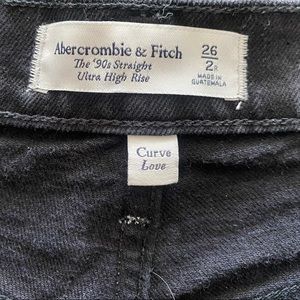 Abercrombie & Fitch
The '90s Straight
Ultra High Rise
26
2R
MADE IN
GUATEMALA
Curve
Love